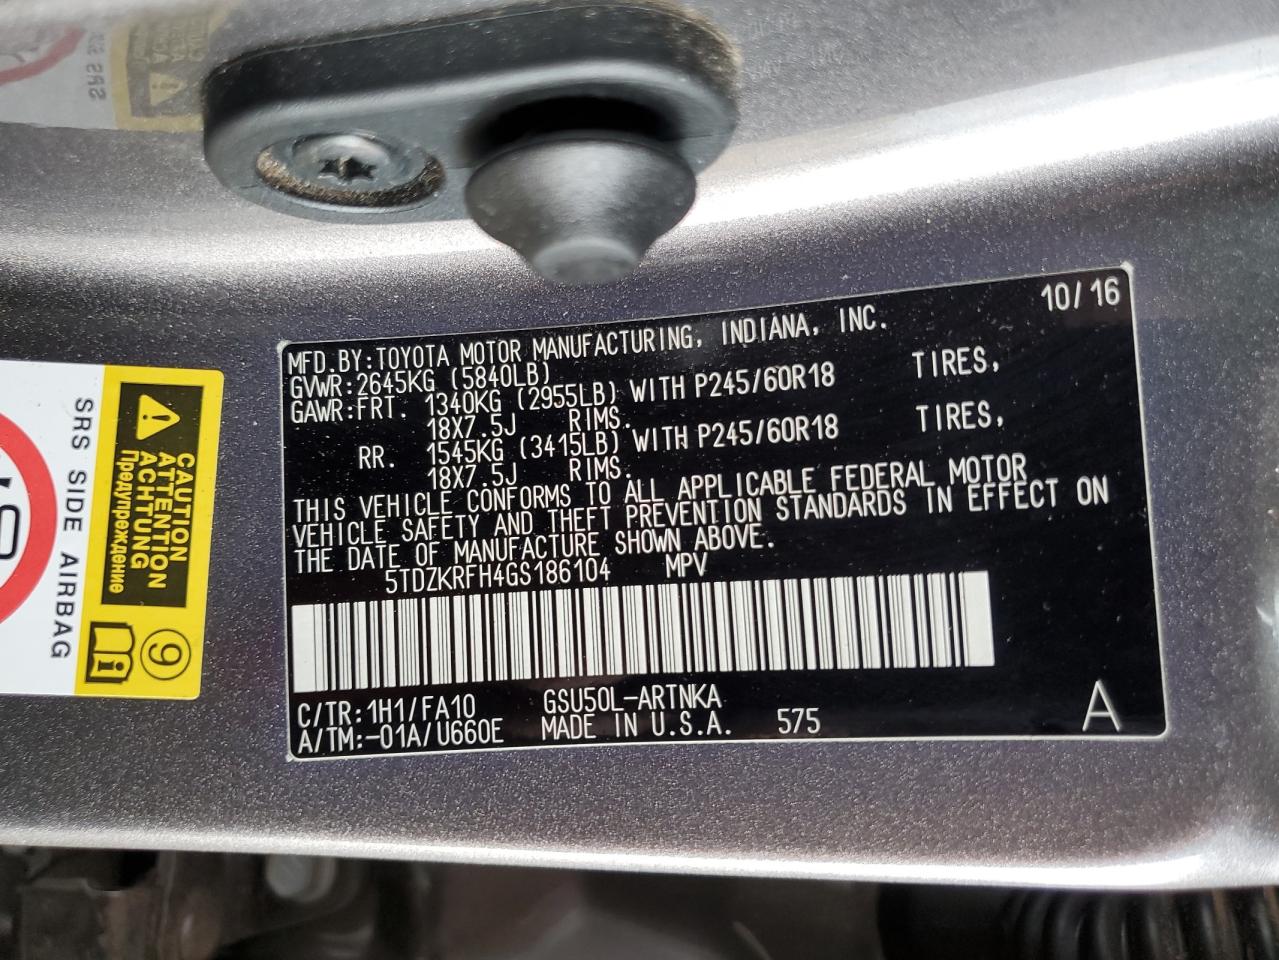 10/16
MFD.BY:TOYOTA MOTOR MANUFACTURING, INDIANA, INC.
GVWR:2645KG (5840LB)
GAWR:FRT. 1340KG (2955LB) WITH P245/60R18 TIRES,
18X7.5J RIMS.
RR. 1545KG (3415LB) WITH P245/60R18 TIRES,
18X7.5J RIMS.
THIS VEHICLE CONFORMS TO ALL APPLICABLE FEDERAL MOTOR
VEHICLE SAFETY AND THEFT PREVENTION STANDARDS IN EFFECT ON
THE DATE OF MANUFACTURE SHOWN ABOVE.
5TDZKRFH4GS186104 MPV
C/TR:1H1/FA10 GSU50L-ARTNKA
A/TM:-01A/U660E MADE IN U.S.A. 575
A
CAUTION
ATTENTION
ACHTUNG
Предупреждение
SRS SIDE AIRBAG
9